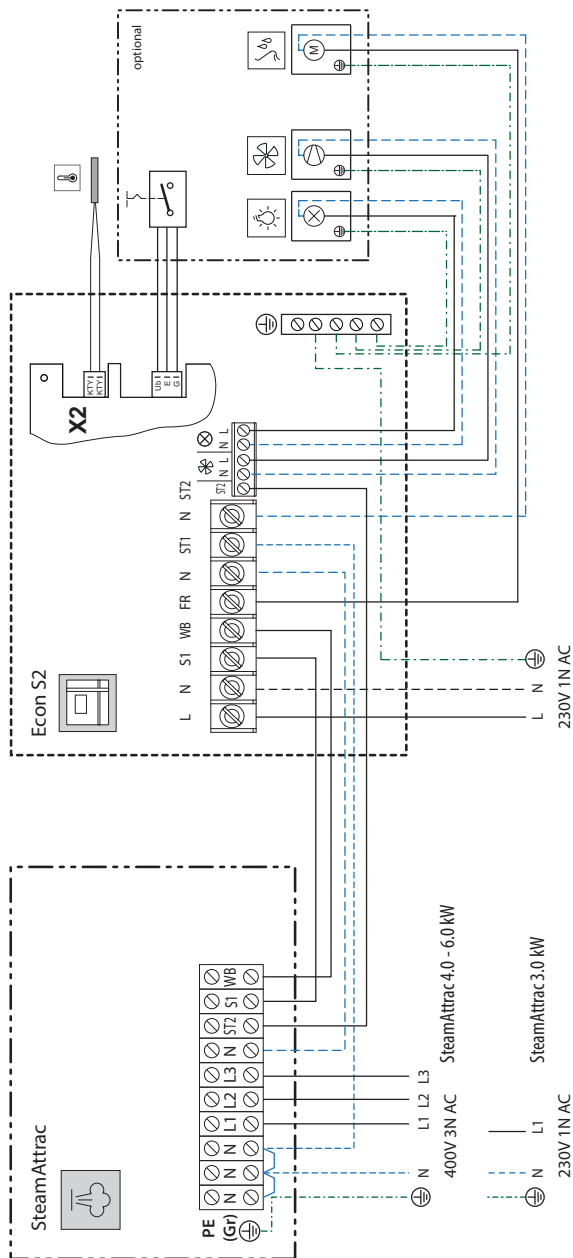 SteamAttrac
PE
(Gr)
N
N
N
L1
L2
L3
N
ST2
S1
WB
N
L1
L2
L3
400V 3N AC
SteamAttrac 4.0 - 6.0 kW
N
L1
230V 1N AC
SteamAttrac 3.0 kW
Econ S2
L
N
S1
WB
FR
N
ST1
N
ST2
ST2
N
L
N
L
X2
KTY
KTY
Ub
E
G
L
N
230V 1N AC
optional
M